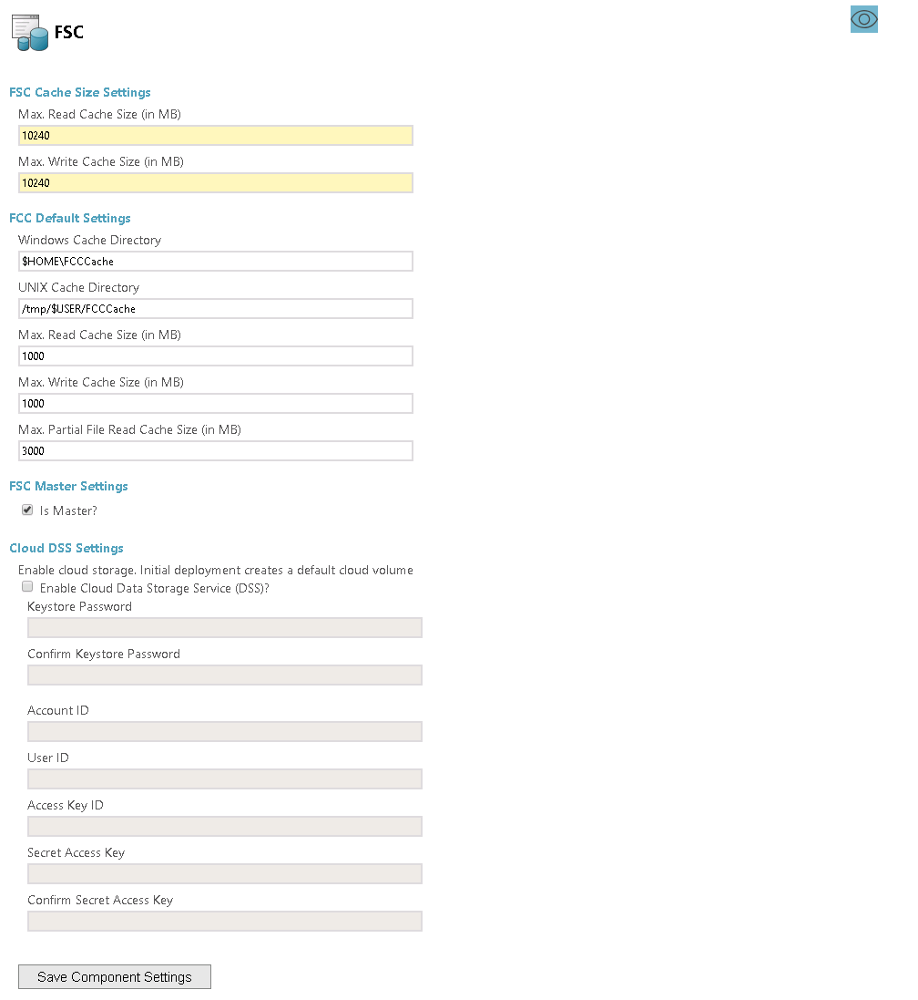 FSC
FSC Cache Size Settings
Max. Read Cache Size (in MB)
10240
Max. Write Cache Size (in MB)
10240
FCC Default Settings
Windows Cache Directory
$HOME\FCCCache
UNIX Cache Directory
/tmp/$USER/FCCCache
Max. Read Cache Size (in MB)
1000
Max. Write Cache Size (in MB)
1000
Max. Partial File Read Cache Size (in MB)
3000
FSC Master Settings
Is Master?
Cloud DSS Settings
Enable cloud storage. Initial deployment creates a default cloud volume
Enable Cloud Data Storage Service (DSS)?
Keystore Password
Confirm Keystore Password
Account ID
User ID
Access Key ID
Secret Access Key
Confirm Secret Access Key
Save Component Settings